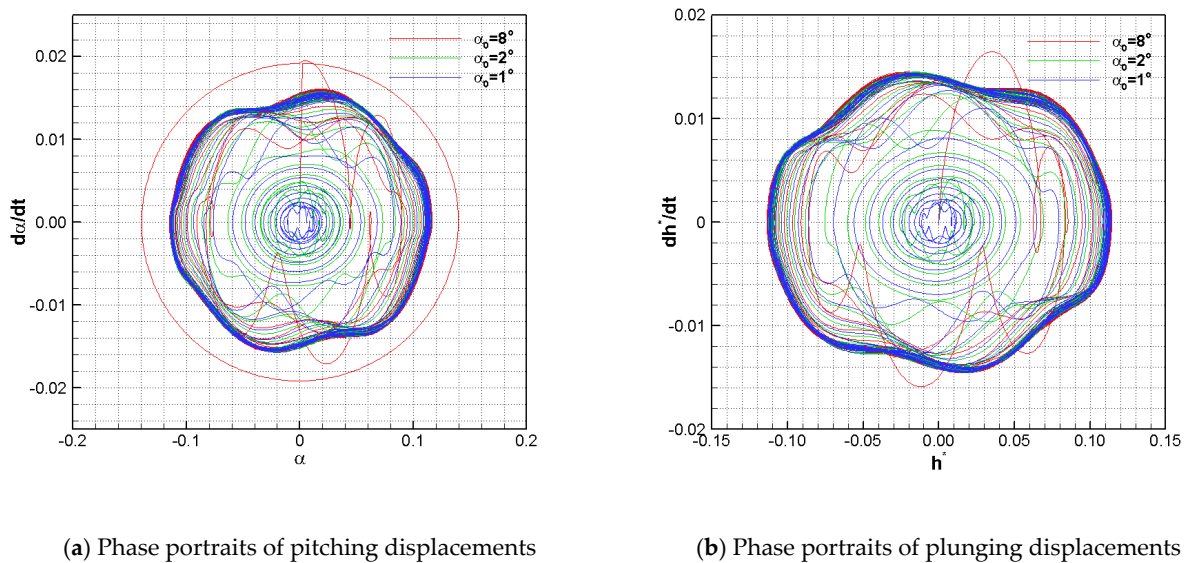 α₀=8°
α₀=2°
α₀=1°
0.02
0.01
0.00
-0.01
-0.02
dα/dt
-0.2
-0.1
0
0.1
0.2
α
α₀=8°
α₀=2°
α₀=1°
0.02
0.01
0
-0.01
-0.02
dh*/dt
-0.15
-0.10
-0.05
0.00
0.05
0.10
0.15
h*
(a) Phase portraits of pitching displacements
(b) Phase portraits of plunging displacements